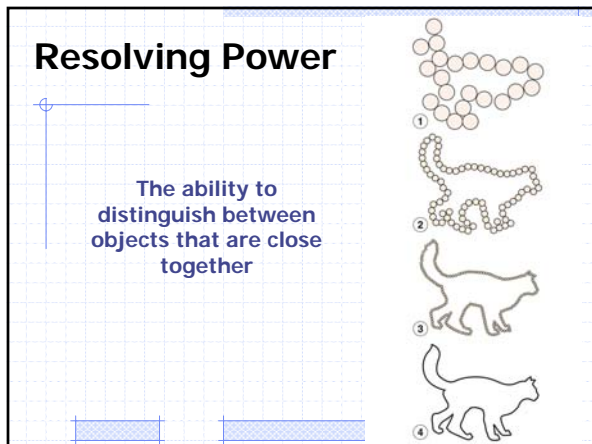 Resolving Power
The ability to
distinguish between
objects that are close
together
1
2
3
4